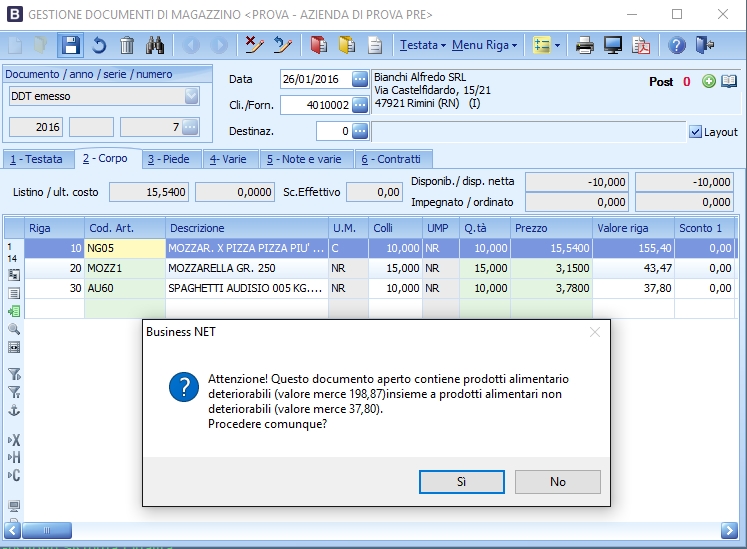 B GESTIONE DOCUMENTI DI MAGAZZINO <PROVA - AZIENDA DI PROVA PRE>
Testata Menu Riga
Documento / anno / serie / numero
DDT emesso
2016 7
Data 26/01/2016
Cli./Forn. 4010002
Destinaz. 0
Bianchi Alfredo SRL
Via Castelfidardo, 15/21
47921 Rimini (RN) (I)
Post 0
Layout
1 - Testata 2 - Corpo 3 - Piede 4- Varie 5 - Note e varie 6 - Contratti
Listino / ult. costo 15,5400 0,0000 Sc.Effettivo 0,00
Disponib./ disp. netta -10,000 -10,000
Impegnato / ordinato 0,000 0,000
Riga Cod. Art. Descrizione U.M. Colli UMP Q.tà Prezzo Valore riga Sconto 1
10 NG05 MOZZAR. X PIZZA PIZZA PIU' ... C 10,000 NR 10,000 15,5400 155,40 0,00
20 MOZZ1 MOZZARELLA GR. 250 NR 15,000 NR 15,000 3,1500 43,47 0,00
30 AU60 SPAGHETTI AUDISIO 005 KG.... NR 10,000 NR 10,000 3,7800 37,80 0,00
1
14
X
H
C
Business NET
Attenzione! Questo documento aperto contiene prodotti alimentario
deteriorabili (valore merce 198,87)insieme a prodotti alimentari non
deteriorabili (valore merce 37,80).
Procedere comunque?
Sì No